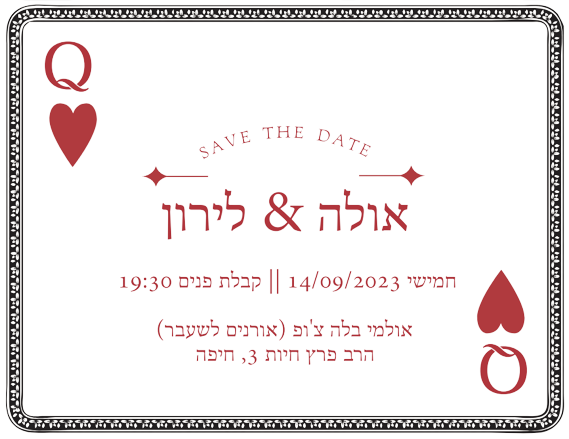 Q
SAVE THE DATE
אולה & לירון
חמישי 14/09/2023 || קבלת פנים 19:30
אולמי בלה צ'ופ (אורנים לשעבר)
הרב פרץ חיות 3, חיפה
Q